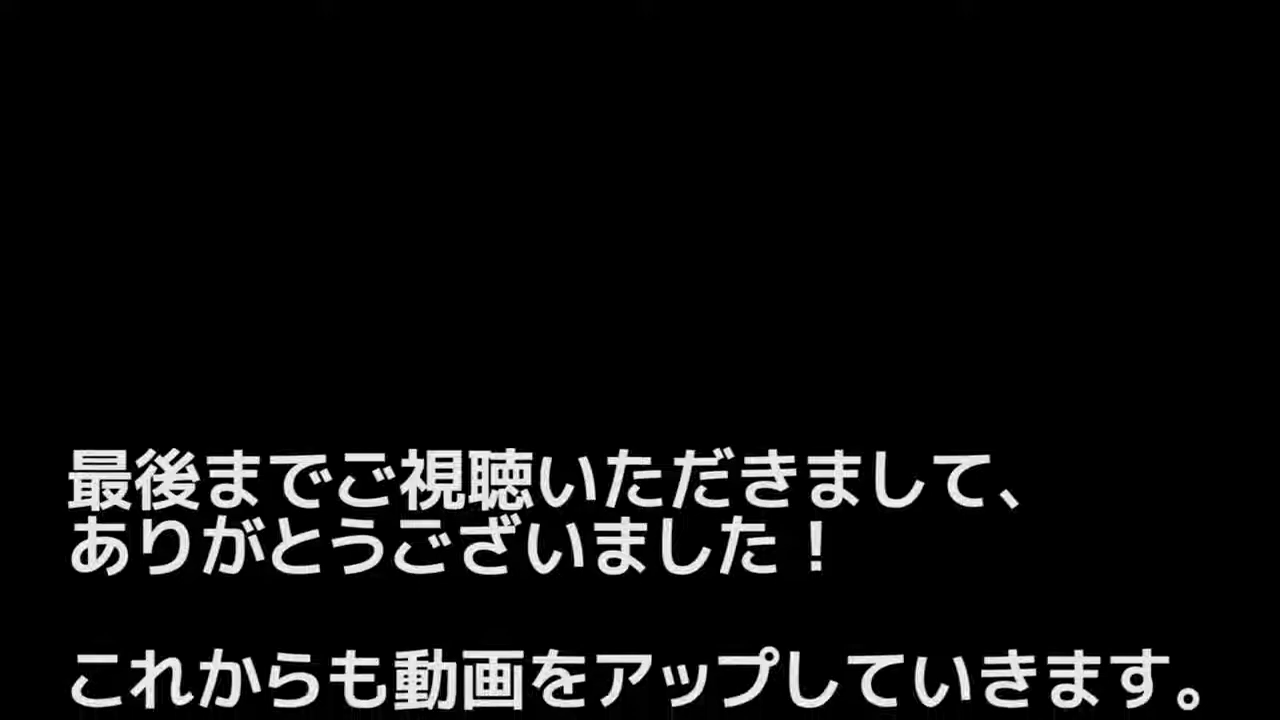 最後までご視聴いただきまして、
ありがとうございました！
これからも動画をアップしていきます。